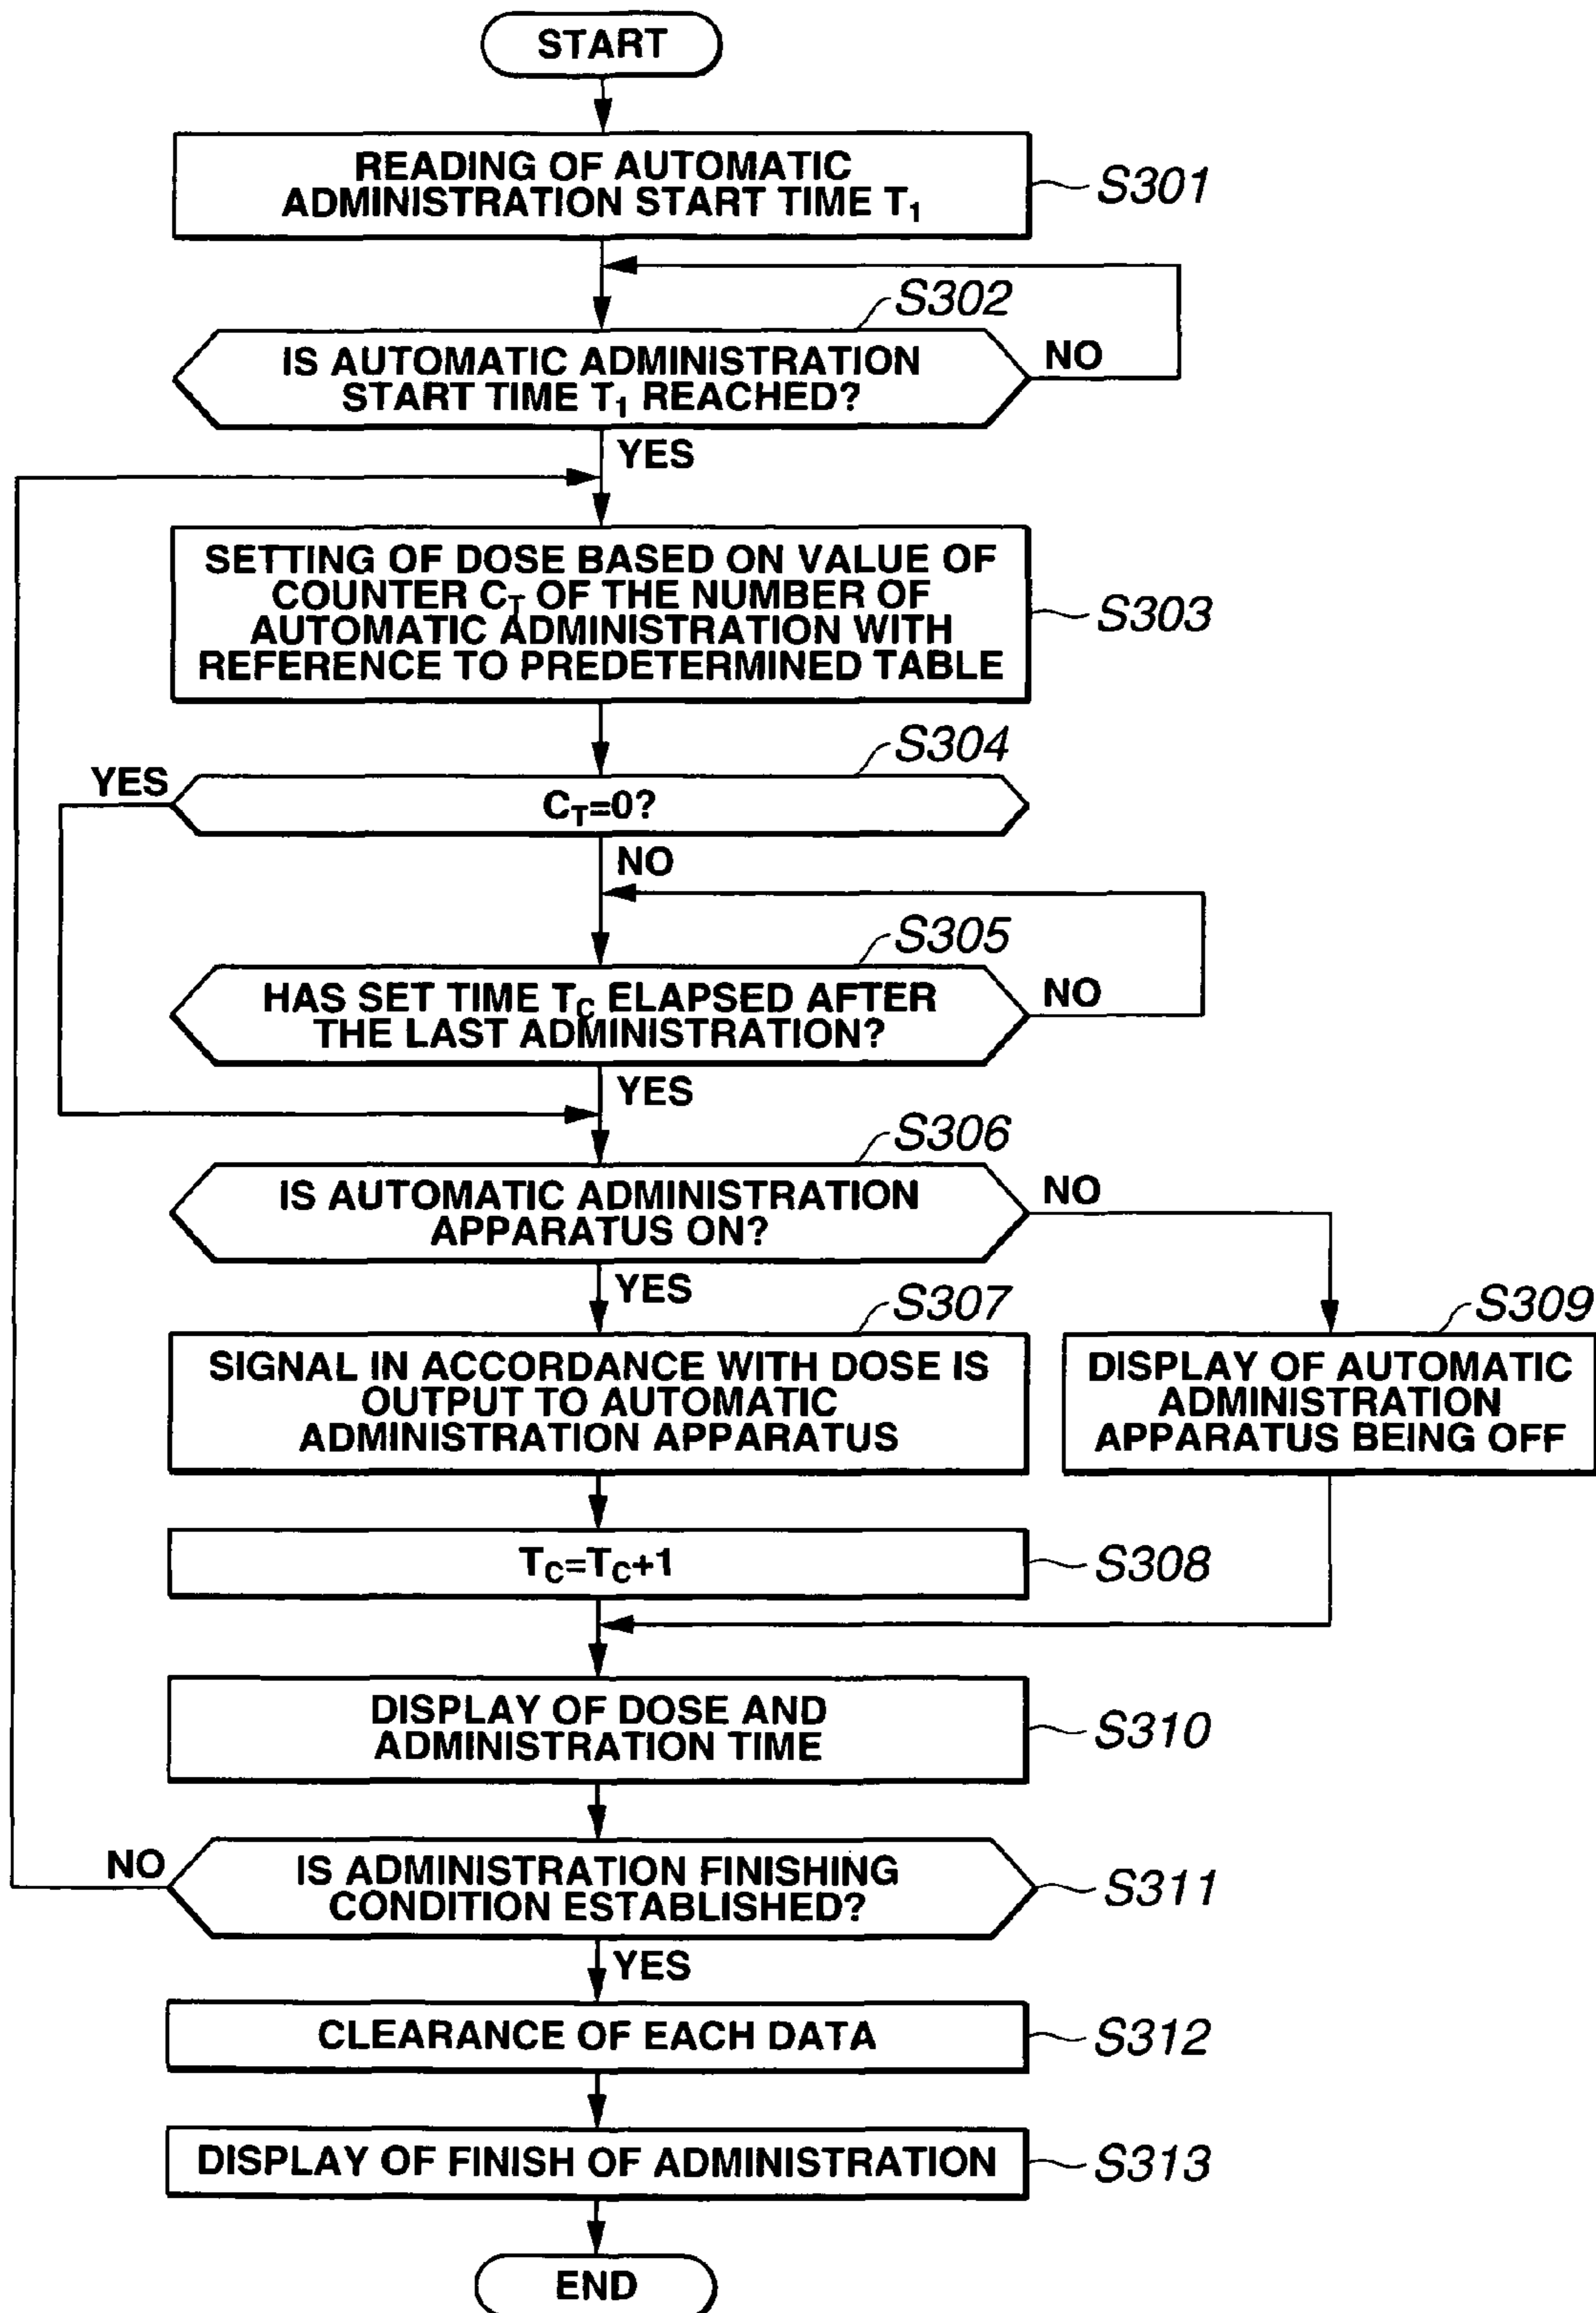 START
READING OF AUTOMATIC
ADMINISTRATION START TIME T₁
S301
S302
IS AUTOMATIC ADMINISTRATION
START TIME T₁ REACHED?
NO
YES
SETTING OF DOSE BASED ON VALUE OF
COUNTER C_T OF THE NUMBER OF
AUTOMATIC ADMINISTRATION WITH
REFERENCE TO PREDETERMINED TABLE
S303
S304
YES
C_T=0?
NO
S305
HAS SET TIME T_C ELAPSED AFTER
THE LAST ADMINISTRATION?
NO
YES
S306
IS AUTOMATIC ADMINISTRATION
APPARATUS ON?
NO
YES
S307
SIGNAL IN ACCORDANCE WITH DOSE IS
OUTPUT TO AUTOMATIC
ADMINISTRATION APPARATUS
S309
DISPLAY OF AUTOMATIC
ADMINISTRATION
APPARATUS BEING OFF
T_C=T_C+1
S308
DISPLAY OF DOSE AND
ADMINISTRATION TIME
S310
NO
IS ADMINISTRATION FINISHING
CONDITION ESTABLISHED?
S311
YES
CLEARANCE OF EACH DATA
S312
DISPLAY OF FINISH OF ADMINISTRATION
S313
END